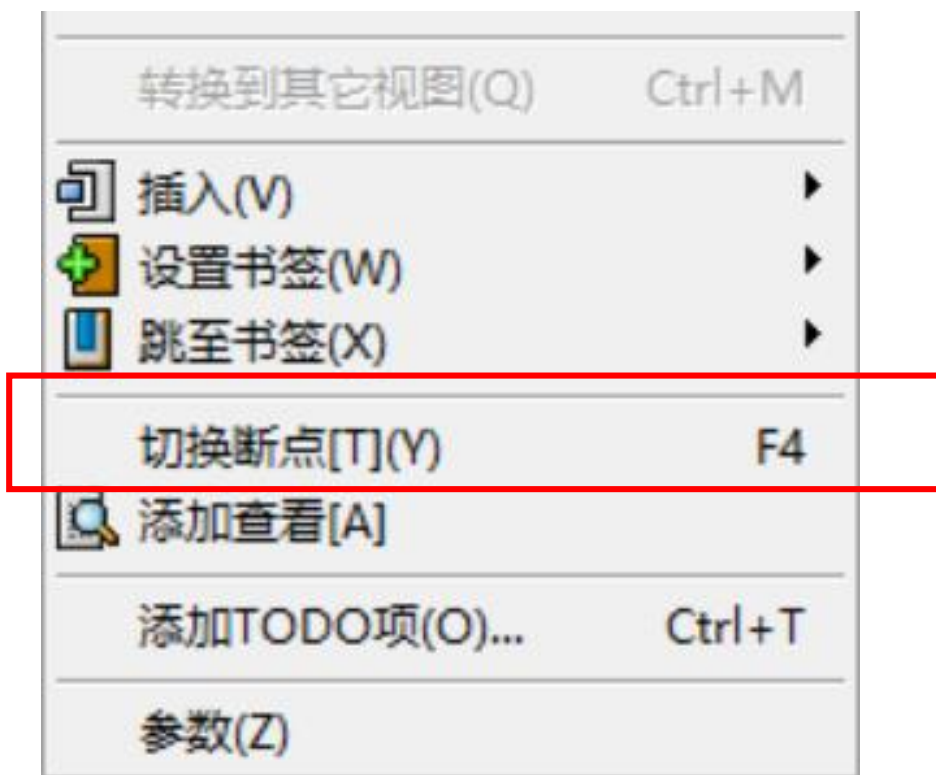 转换到其它视图(Q) Ctrl+M
插入(V)
设置书签(W)
跳至书签(X)
切换断点[T](Y) F4
添加查看[A]
添加TODO项(O)... Ctrl+T
参数(Z)